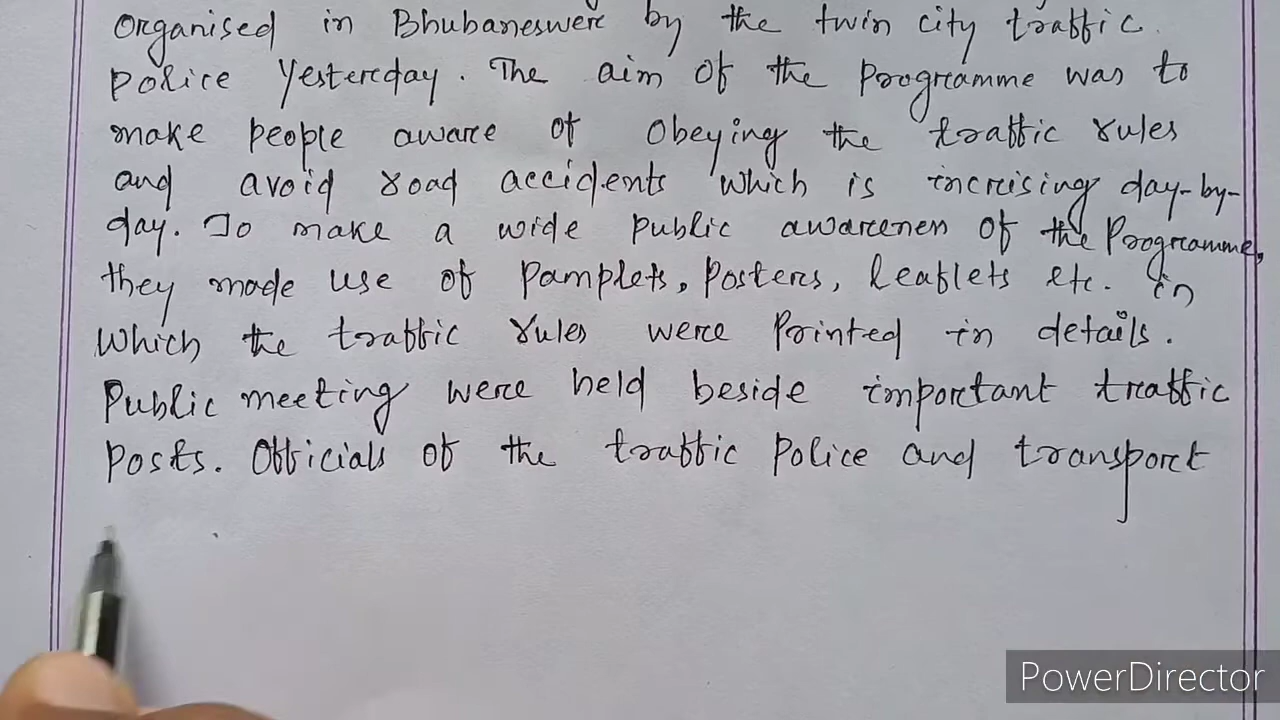 Organised in Bhubaneswer by the twin city traffic
police yesterday. The aim of the programme was to
make people aware of obeying the traffic rules
and avoid road accidents which is increising day-by-
day. To make a wide public awareness of the programme,
they made use of pamplets, posters, leaflets etc. in
which the traffic rules were printed in details.
Public meeting were held beside important traffic
posts. Officials of the traffic police and transport
PowerDirector